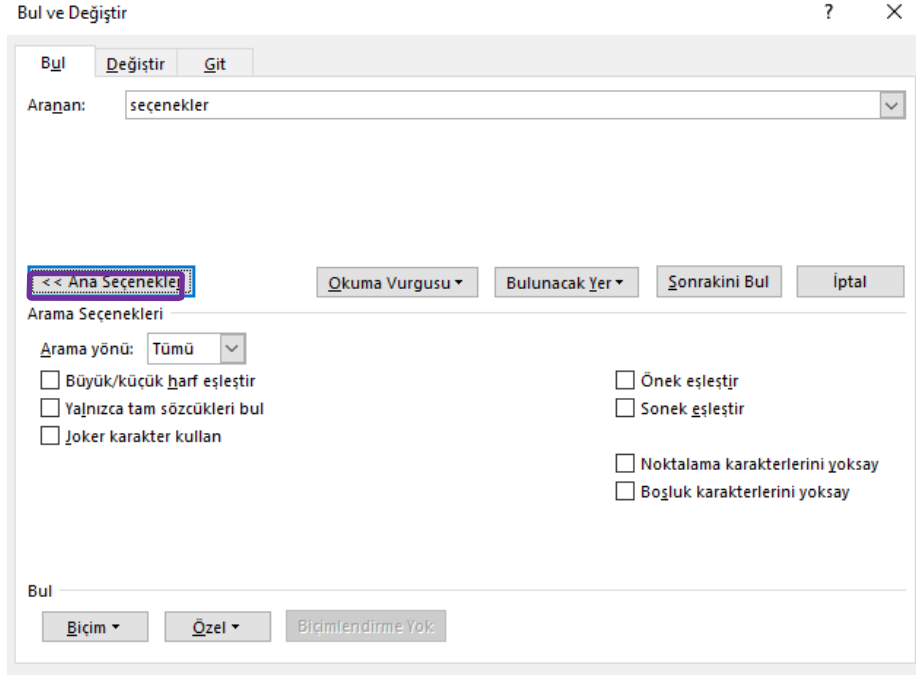 Bul ve Değiştir ?
Bul Değiştir Git
Aranan: seçenekler
<< Ana Seçenekler Okuma Vurgusu Bulunacak Yer Sonrakini Bul İptal
Arama Seçenekleri
Arama yönü: Tümü
Büyük/küçük harf eşleştir Önek eşleştir
Yalnızca tam sözcükleri bul Sonek eşleştir
Joker karakter kullan
Noktalama karakterlerini yoksay
Boşluk karakterlerini yoksay
Bul
Biçim Özel Biçimlendirme Yok